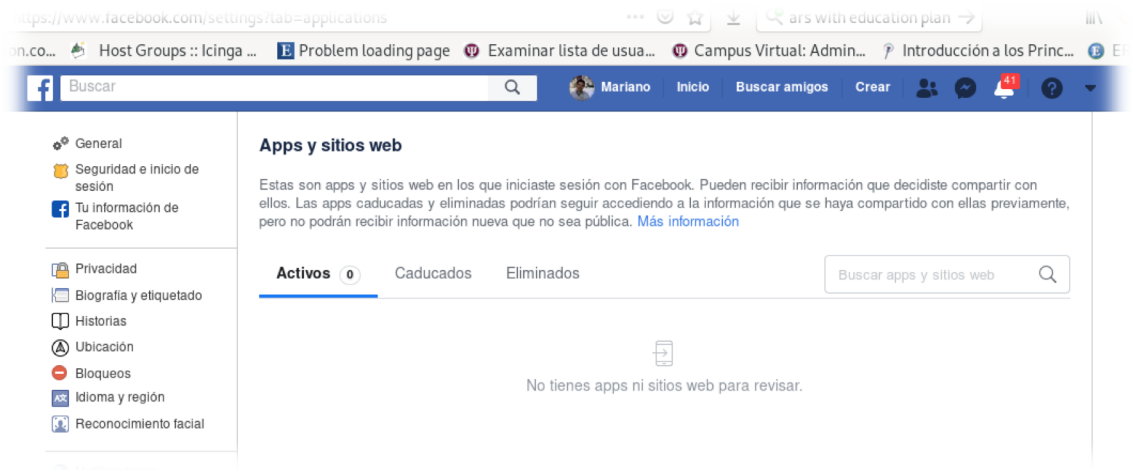 https://www.facebook.com/settings?tab=applications
ars with education plan
on.co... Host Groups :: Icinga ... Problem loading page Examinar lista de usua... Campus Virtual: Admin... Introducción a los Princ...
Buscar Mariano Inicio Buscar amigos Crear 41
General
Seguridad e inicio de
sesión
Tu información de
Facebook
Privacidad
Biografía y etiquetado
Historias
Ubicación
Bloqueos
Idioma y región
Reconocimiento facial
Apps y sitios web
Estas son apps y sitios web en los que iniciaste sesión con Facebook. Pueden recibir información que decidiste compartir con
ellos. Las apps caducadas y eliminadas podrían seguir accediendo a la información que se haya compartido con ellas previamente,
pero no podrán recibir información nueva que no sea pública. Más información
Activos 0 Caducados Eliminados Buscar apps y sitios web
No tienes apps ni sitios web para revisar.